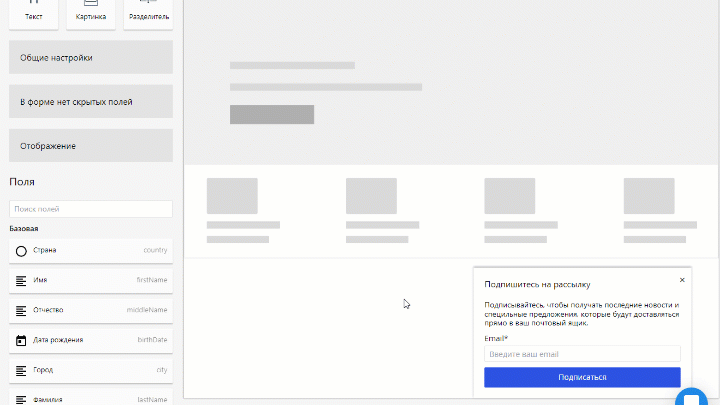 Текст
Картинка
Разделитель
Общие настройки
В форме нет скрытых полей
Отображение
Поля
Поиск полей
Базовая
Страна country
Имя firstName
Отчество middleName
Дата рождения birthDate
Город city
Фамилия lastName
Подпишитесь на рассылку ×
Подписывайтесь, чтобы получать последние новости и
специльные предложения, которые будут доставляться
прямо в ваш почтовый ящик.
Email*
Введите ваш email
Подписаться